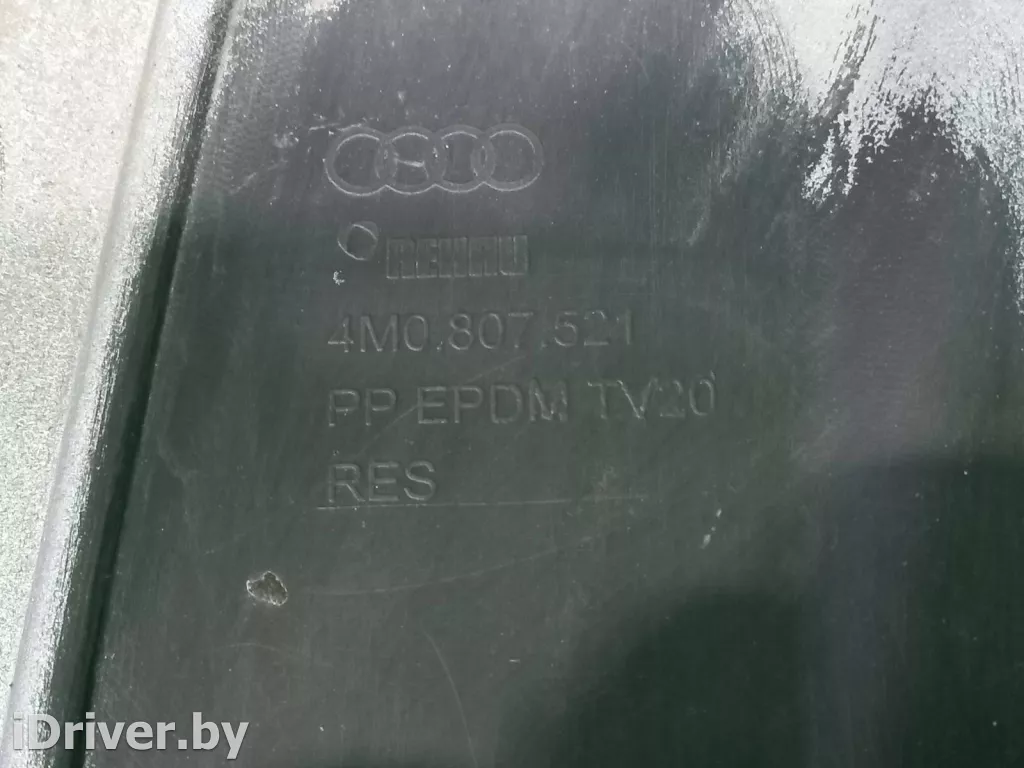 REHAU
4M0.807.521
PP EPDM TV20
RES
iDriver.by